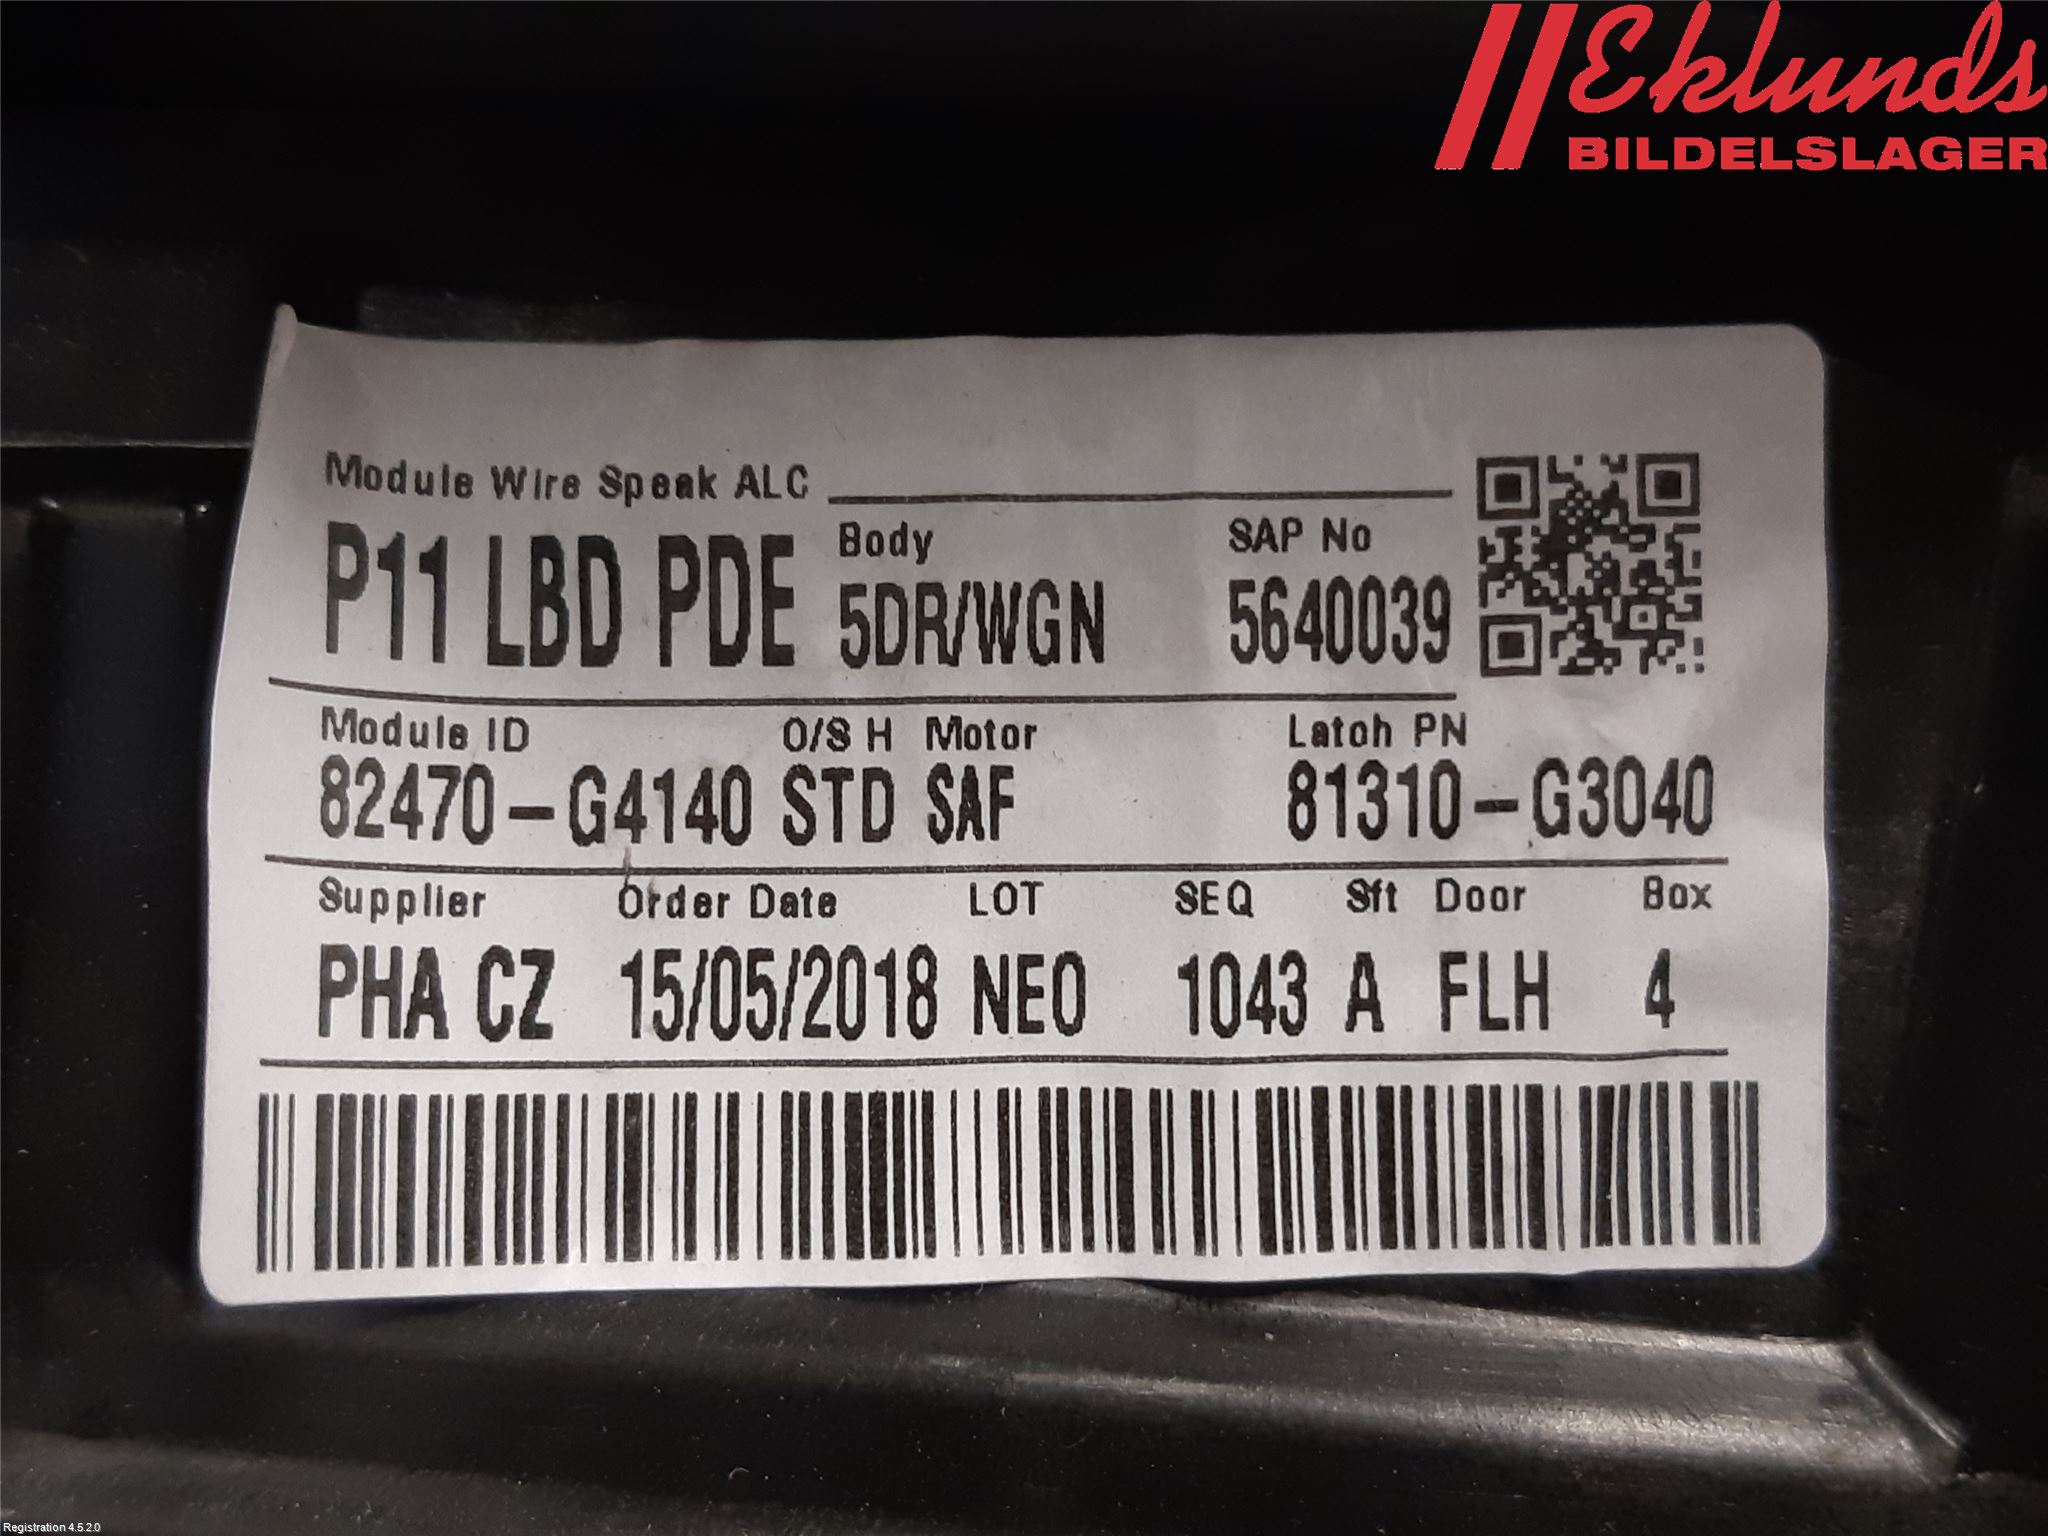 Eklunds
BILDELSLAGER
Module Wire Speak ALC
P11 LBD PDE
Body
5DR/WGN
SAP No
5640039
Module ID O/S H Motor Latch PN
82470-G4140 STD SAF 81310-G3040
Supplier Order Date LOT SEQ Sft Door Box
PHA CZ 15/05/2018 NEO 1043 A FLH 4
Registration 4.5.2.0